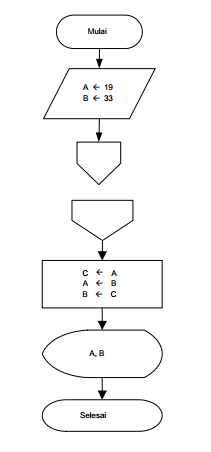 Mulai
A ← 19
B ← 33
C ← A
A ← B
B ← C
A, B
Selesai